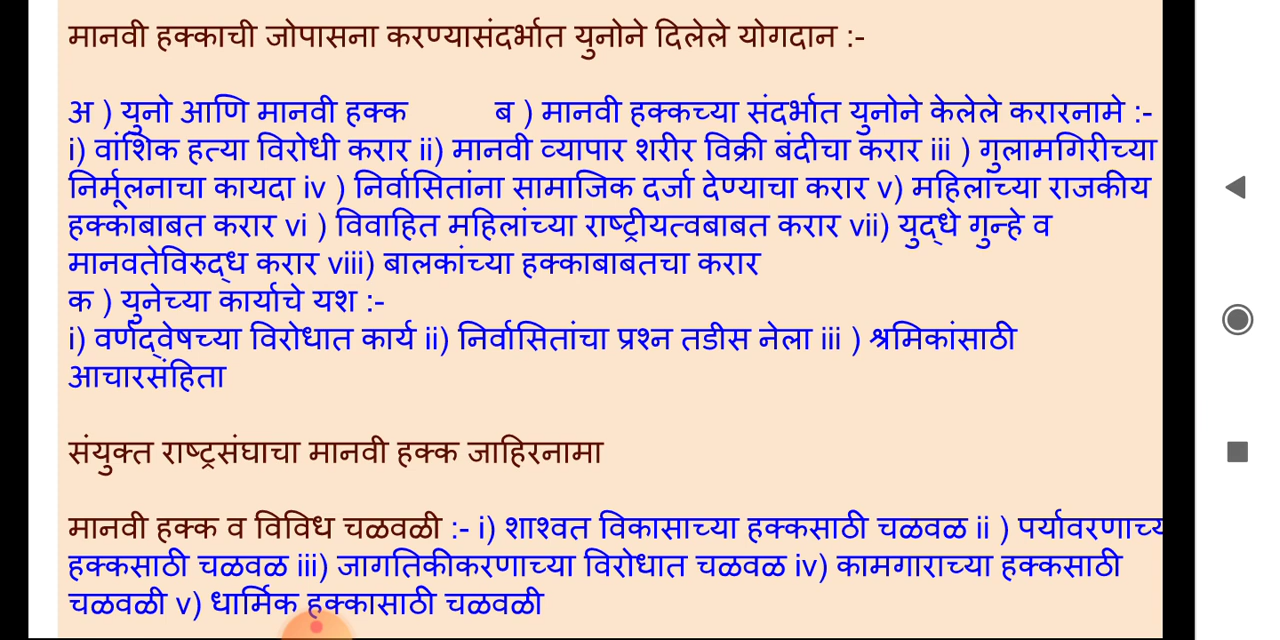 मानवी हक्काची जोपासना करण्यासंदर्भात युनोने दिलेले योगदान :-
अ ) युनो आणि मानवी हक्क ब ) मानवी हक्कच्या संदर्भात युनोने केलेले करारनामे :-
i) वांशिक हत्या विरोधी करार ii) मानवी व्यापार शरीर विक्री बंदीचा करार iii ) गुलामगिरीच्या
निर्मूलनाचा कायदा iv ) निर्वासितांना सामाजिक दर्जा देण्याचा करार v) महिलांच्या राजकीय
हक्काबाबत करार vi ) विवाहित महिलांच्या राष्ट्रीयत्वबाबत करार vii) युद्धे गुन्हे व
मानवतेविरुद्ध करार viii) बालकांच्या हक्काबाबतचा करार
क ) युनेच्या कार्याचे यश :-
i) वर्णद्वेषच्या विरोधात कार्य ii) निर्वासितांचा प्रश्न तडीस नेला iii ) श्रमिकांसाठी
आचारसंहिता
संयुक्त राष्ट्रसंघाचा मानवी हक्क जाहिरनामा
मानवी हक्क व विविध चळवळी :- i) शाश्वत विकासाच्या हक्कसाठी चळवळ ii ) पर्यावरणाच्य
हक्कसाठी चळवळ iii) जागतिकीकरणाच्या विरोधात चळवळ iv) कामगाराच्या हक्कसाठी
चळवळी v) धार्मिक हक्कासाठी चळवळी